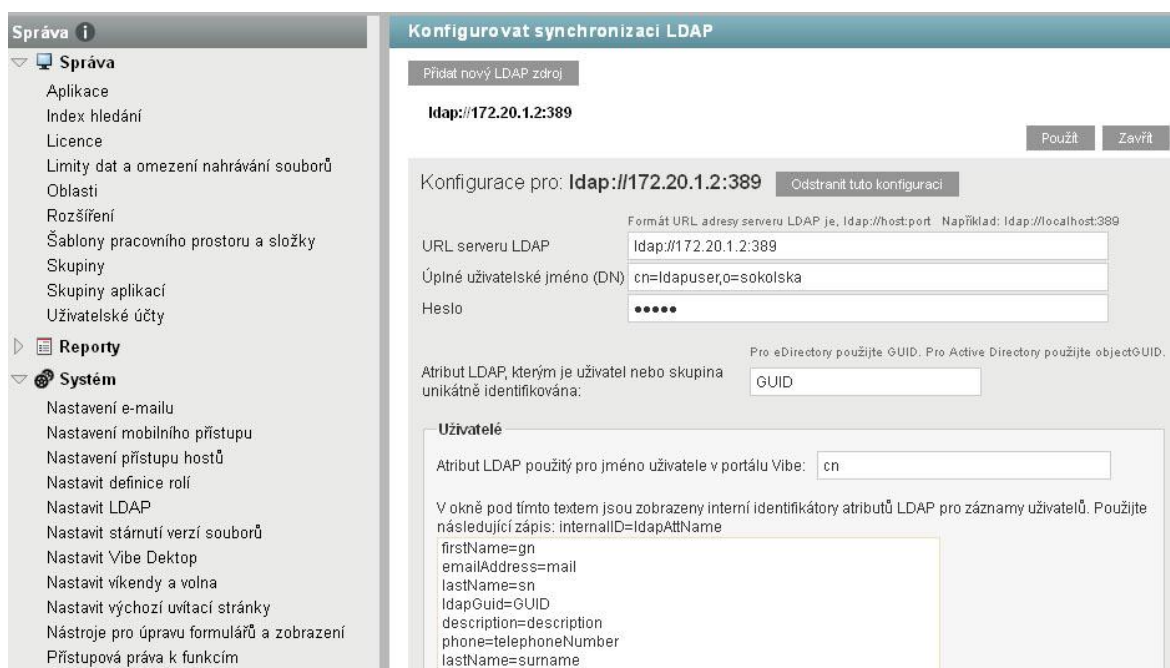 Správa
Správa
Aplikace
Index hledání
Licence
Limity dat a omezení nahrávání souborů
Oblasti
Rozšíření
Šablony pracovního prostoru a složky
Skupiny
Skupiny aplikací
Uživatelské účty
Reporty
Systém
Nastavení e-mailu
Nastavení mobilního přístupu
Nastavení přístupu hostů
Nastavit definice rolí
Nastavit LDAP
Nastavit stárnutí verzí souborů
Nastavit Vibe Dektop
Nastavit víkendy a volna
Nastavit výchozí uvítací stránky
Nástroje pro úpravu formulářů a zobrazení
Přístupová práva k funkcím
Konfigurovat synchronizaci LDAP
Přidat nový LDAP zdroj
ldap://172.20.1.2:389
Použít Zavřít
Konfigurace pro: ldap://172.20.1.2:389 Odstranit tuto konfiguraci
Formát URL adresy serveru LDAP je, ldap://host:port Například: ldap://localhost:389
URL serveru LDAP ldap://172.20.1.2:389
Úplné uživatelské jméno (DN) cn=ldapuser,o=sokolska
Heslo •••••
Pro eDirectory použijte GUID. Pro Active Directory použijte objectGUID.
Atribut LDAP, kterým je uživatel nebo skupina
unikátně identifikována: GUID
Uživatelé
Atribut LDAP použitý pro jméno uživatele v portálu Vibe: cn
V okně pod tímto textem jsou zobrazeny interní identifikátory atributů LDAP pro záznamy uživatelů. Použijte
následující zápis: internalID=ldapAttName
firstName=gn
emailAddress=mail
lastName=sn
ldapGuid=GUID
description=description
phone=telephoneNumber
lastName=surname